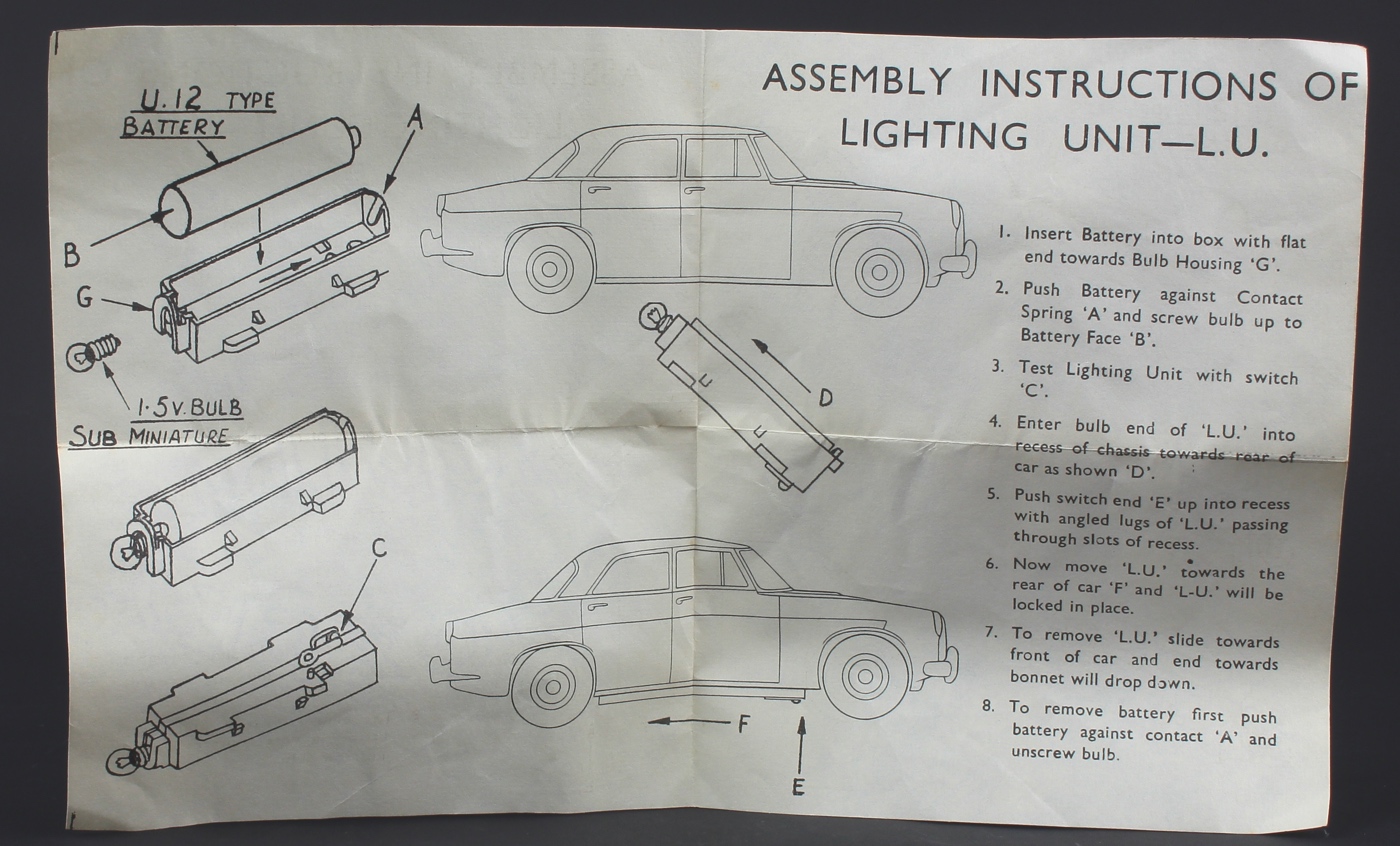 ASSEMBLY INSTRUCTIONS OF
LIGHTING UNIT—L.U.
U.12 TYPE
BATTERY
A
B
G
1·5V. BULB
SUB MINIATURE
C
D
F
E
1. Insert Battery into box with flat
end towards Bulb Housing ‘G’.
2. Push Battery against Contact
Spring ‘A’ and screw bulb up to
Battery Face ‘B’.
3. Test Lighting Unit with switch
‘C’.
4. Enter bulb end of ‘L.U.’ into
recess of chassis towards rear of
car as shown ‘D’.
5. Push switch end ‘E’ up into recess
with angled lugs of ‘L.U.’ passing
through slots of recess.
6. Now move ‘L.U.’ towards the
rear of car ‘F’ and ‘L-U.’ will be
locked in place.
7. To remove ‘L.U.’ slide towards
front of car and end towards
bonnet will drop down.
8. To remove battery first push
battery against contact ‘A’ and
unscrew bulb.